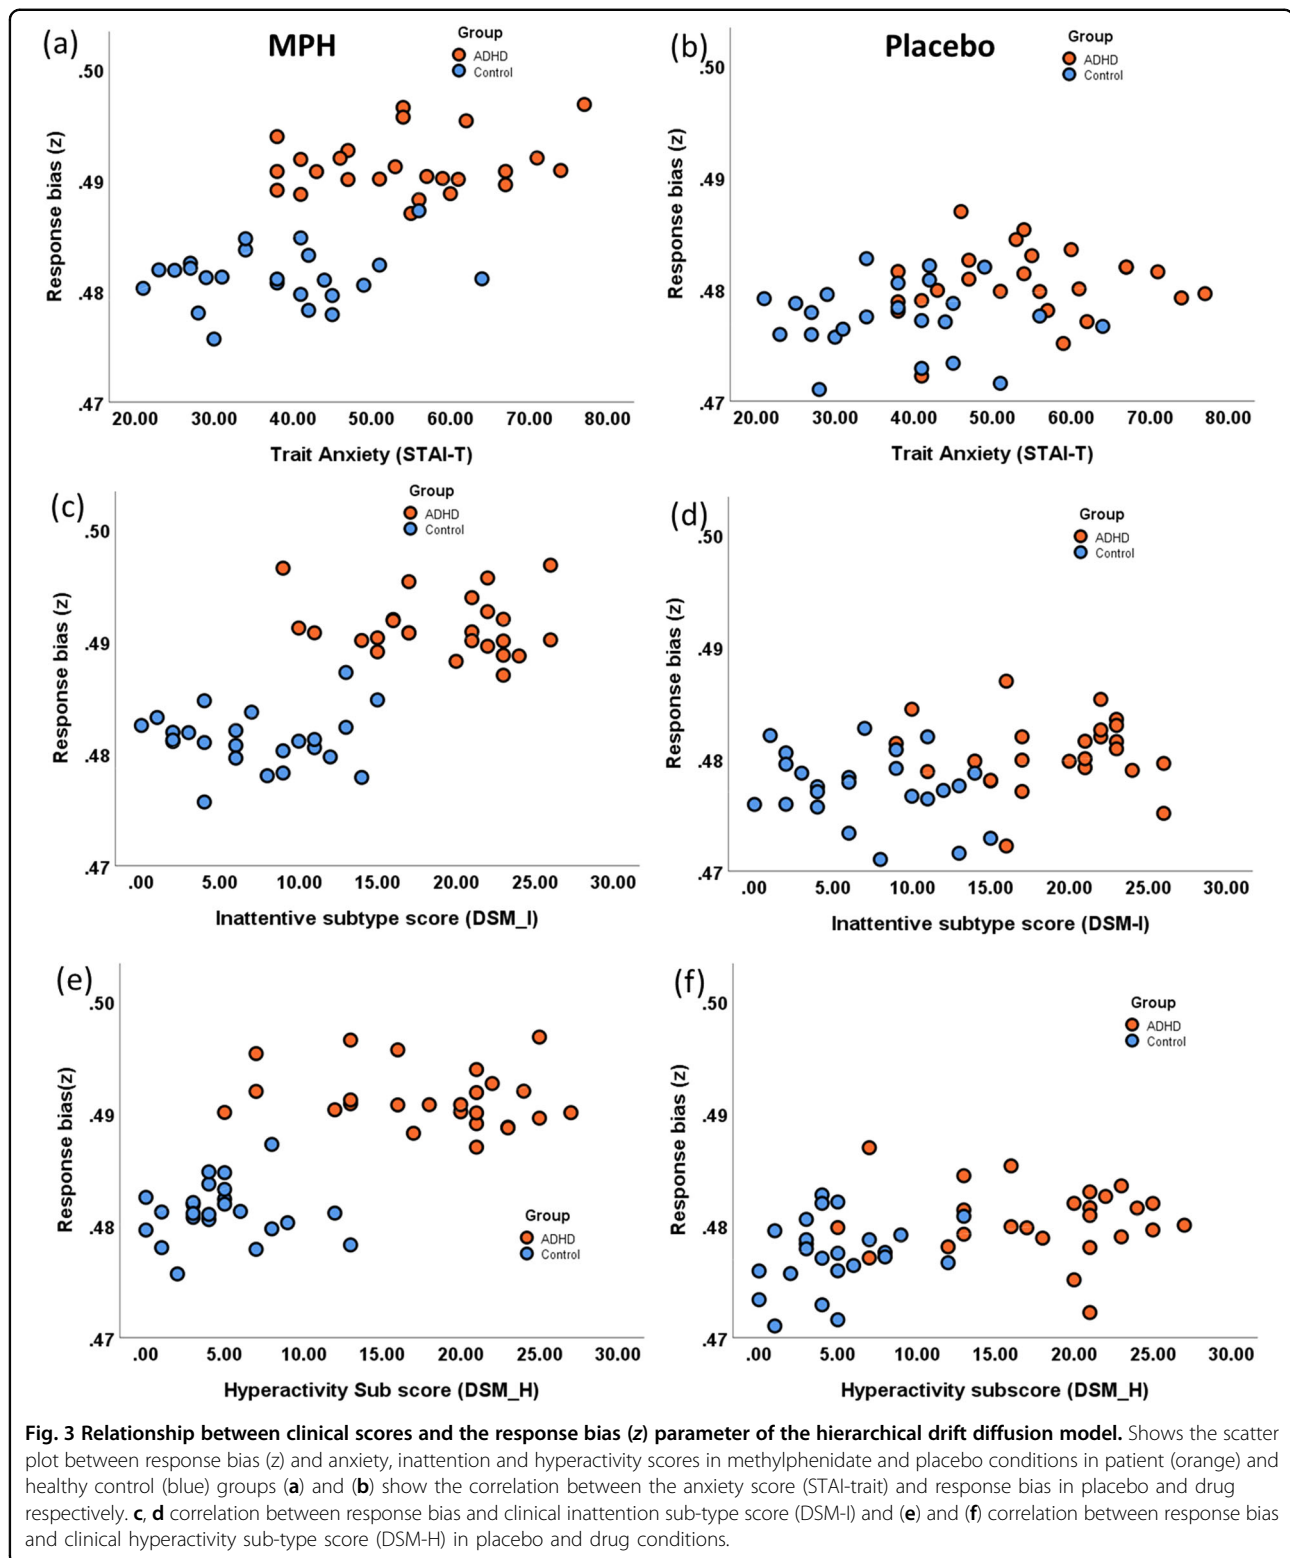 (a)
MPH
Group
ADHD
Control
.50
.49
.48
.47
Response bias (z)
20.00 30.00 40.00 50.00 60.00 70.00 80.00
Trait Anxiety (STAI-T)
(b)
Placebo
Group
ADHD
Control
.50
.49
.48
.47
Response bias (z)
20.00 30.00 40.00 50.00 60.00 70.00 80.00
Trait Anxiety (STAI-T)
(c)
Group
ADHD
Control
.50
.49
.48
.47
Response bias (z)
.00 5.00 10.00 15.00 20.00 25.00 30.00
Inattentive subtype score (DSM_I)
(d)
Group
ADHD
Control
.50
.49
.48
.47
Response bias (z)
.00 5.00 10.00 15.00 20.00 25.00 30.00
Inattentive subtype score (DSM-I)
(e)
.50
.49
.48
.47
Response bias(z)
Group
ADHD
Control
.00 5.00 10.00 15.00 20.00 25.00 30.00
Hyperactivity Sub score (DSM_H)
(f)
Group
ADHD
Control
.50
.49
.48
.47
Response bias (z)
.00 5.00 10.00 15.00 20.00 25.00 30.00
Hyperactivity subscore (DSM_H)
Fig. 3 Relationship between clinical scores and the response bias (z) parameter of the hierarchical drift diffusion model. Shows the scatter
plot between response bias (z) and anxiety, inattention and hyperactivity scores in methylphenidate and placebo conditions in patient (orange) and
healthy control (blue) groups (a) and (b) show the correlation between the anxiety score (STAI-trait) and response bias in placebo and drug
respectively. c, d correlation between response bias and clinical inattention sub-type score (DSM-I) and (e) and (f) correlation between response bias
and clinical hyperactivity sub-type score (DSM-H) in placebo and drug conditions.